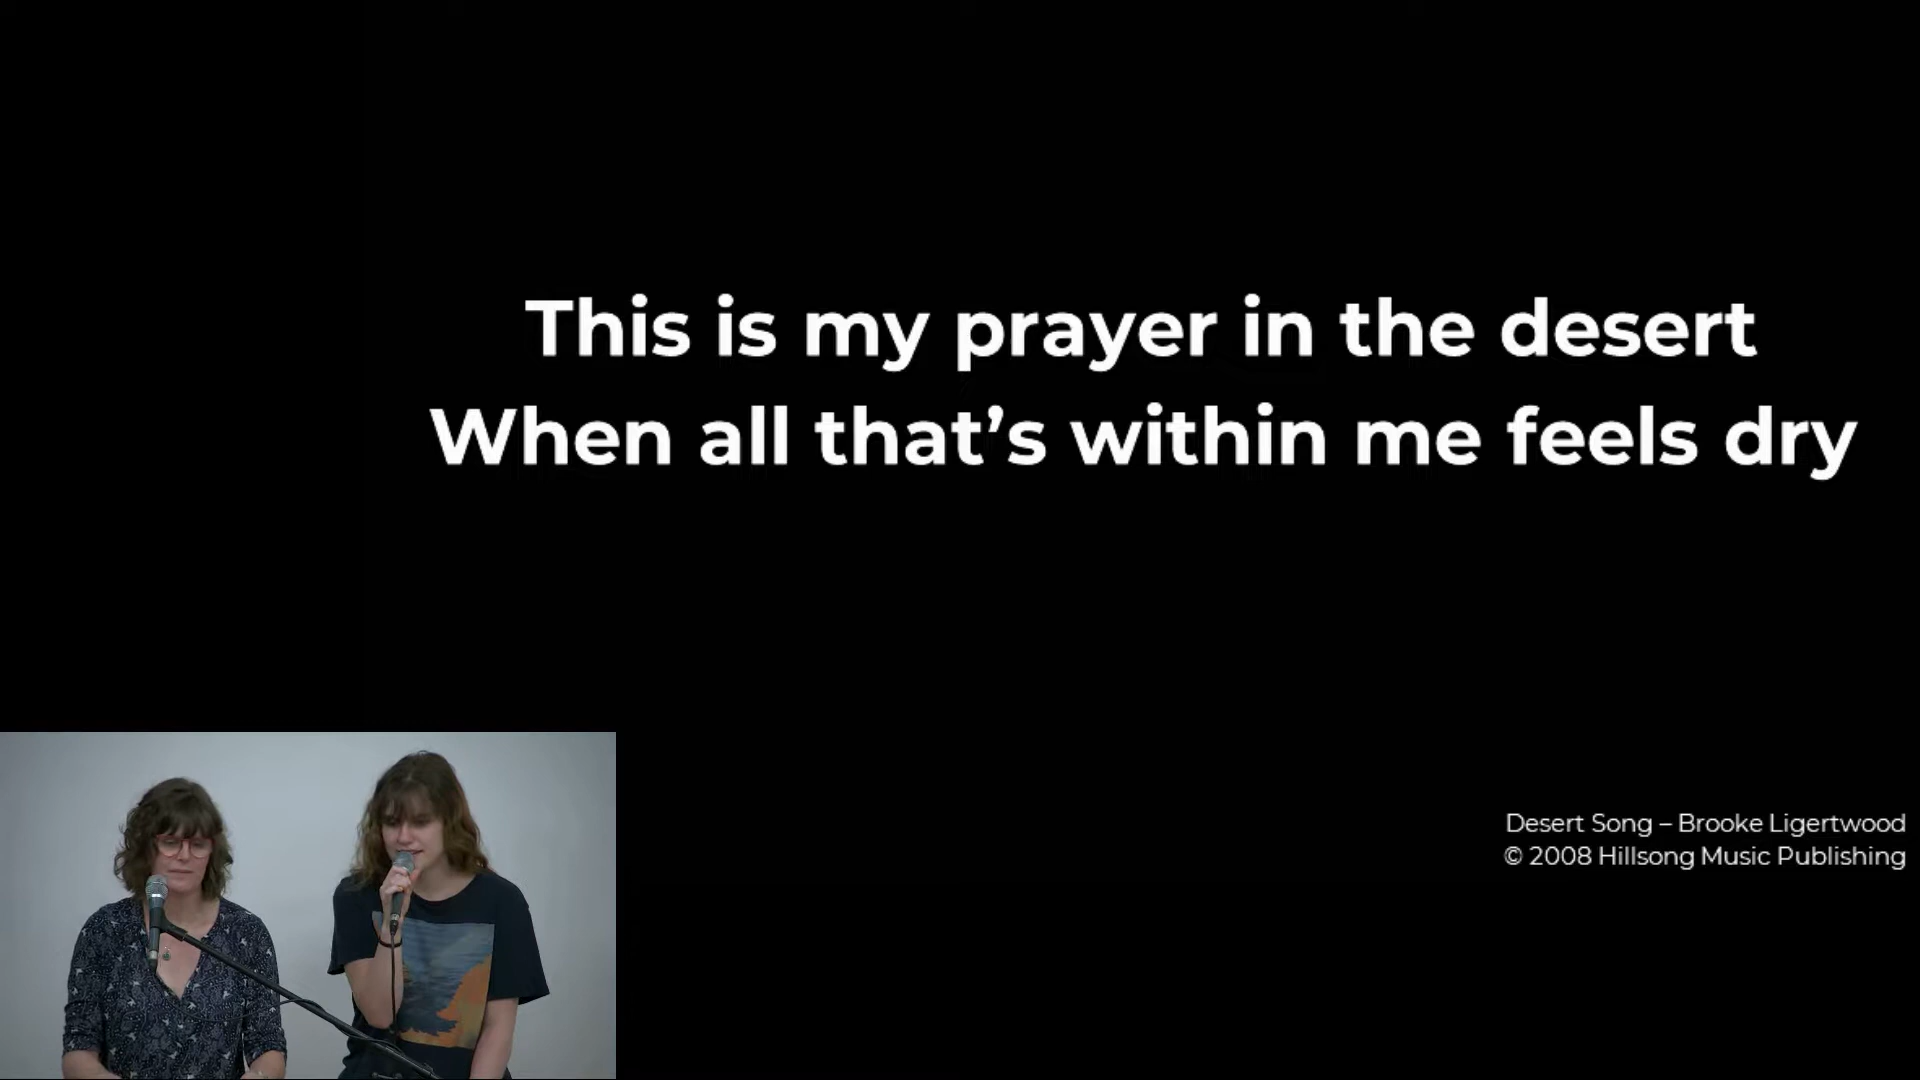 This is my prayer in the desert
When all that’s within me feels dry
Desert Song – Brooke Ligertwood
© 2008 Hillsong Music Publishing